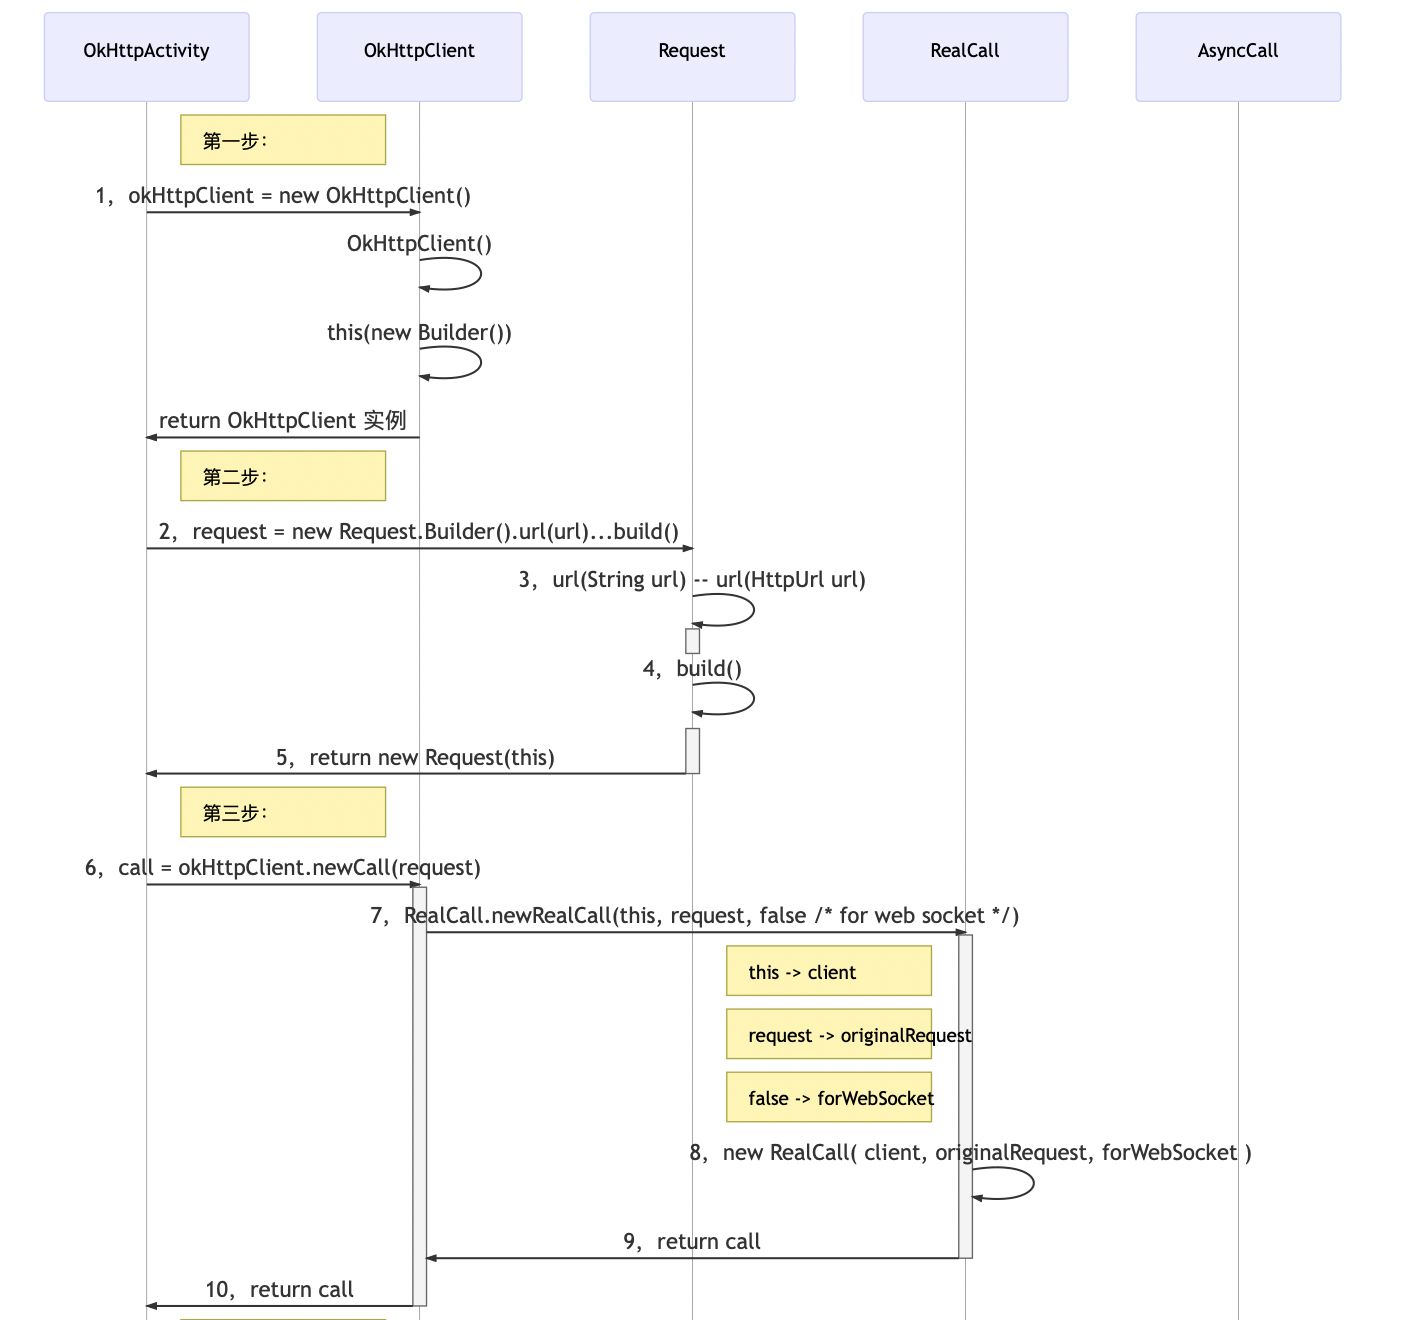 OkHttpActivity
OkHttpClient
Request
RealCall
AsyncCall
第一步：
1， okHttpClient = new OkHttpClient()
OkHttpClient()
this(new Builder())
return OkHttpClient 实例
第二步：
2， request = new Request.Builder().url(url)...build()
3， url(String url) -- url(HttpUrl url)
4， build()
5， return new Request(this)
第三步：
6， call = okHttpClient.newCall(request)
7， RealCall.newRealCall(this, request, false /* for web socket */)
this -> client
request -> originalRequest
false -> forWebSocket
8， new RealCall( client, originalRequest, forWebSocket )
9， return call
10， return call